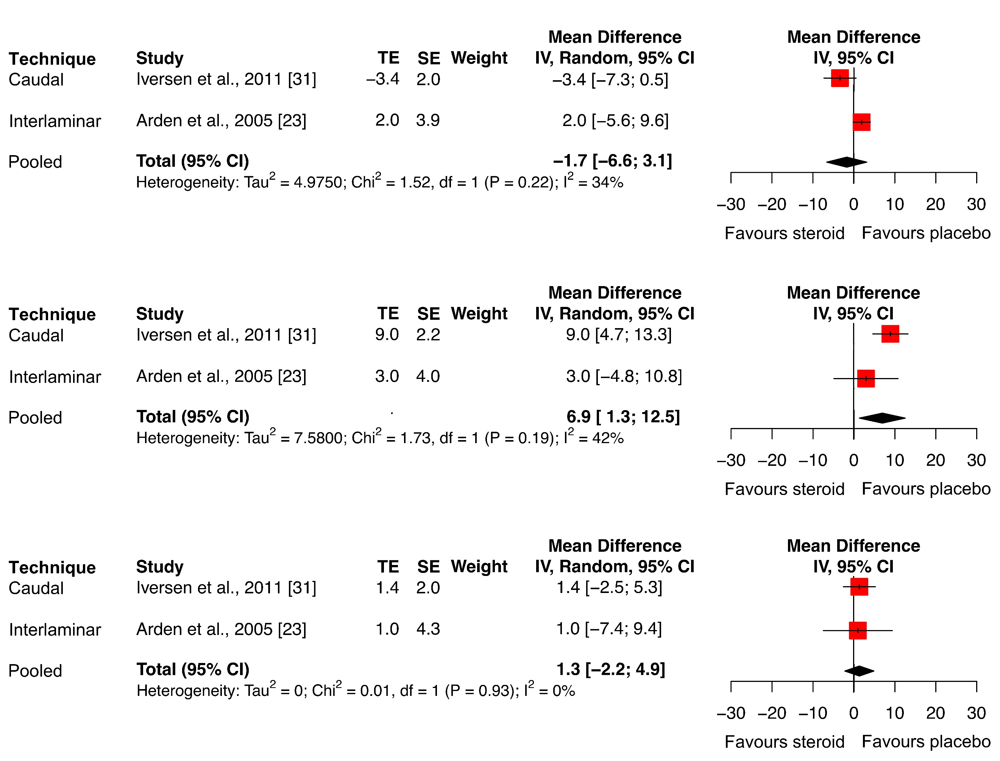 Mean Difference Mean Difference
Technique Study TE SE Weight IV, Random, 95% CI IV, 95% CI
Caudal Iversen et al., 2011 [31] −3.4 2.0 −3.4 [−7.3; 0.5]
Interlaminar Arden et al., 2005 [23] 2.0 3.9 2.0 [−5.6; 9.6]
Pooled Total (95% CI) −1.7 [−6.6; 3.1]
Heterogeneity: Tau² = 4.9750; Chi² = 1.52, df = 1 (P = 0.22); I² = 34%
−30 −20 −10 0 10 20 30
Favours steroid Favours placebo
Mean Difference Mean Difference
Technique Study TE SE Weight IV, Random, 95% CI IV, 95% CI
Caudal Iversen et al., 2011 [31] 9.0 2.2 9.0 [4.7; 13.3]
Interlaminar Arden et al., 2005 [23] 3.0 4.0 3.0 [−4.8; 10.8]
Pooled Total (95% CI) 6.9 [ 1.3; 12.5]
Heterogeneity: Tau² = 7.5800; Chi² = 1.73, df = 1 (P = 0.19); I² = 42%
−30 −20 −10 0 10 20 30
Favours steroid Favours placebo
Mean Difference Mean Difference
Technique Study TE SE Weight IV, Random, 95% CI IV, 95% CI
Caudal Iversen et al., 2011 [31] 1.4 2.0 1.4 [−2.5; 5.3]
Interlaminar Arden et al., 2005 [23] 1.0 4.3 1.0 [−7.4; 9.4]
Pooled Total (95% CI) 1.3 [−2.2; 4.9]
Heterogeneity: Tau² = 0; Chi² = 0.01, df = 1 (P = 0.93); I² = 0%
−30 −20 −10 0 10 20 30
Favours steroid Favours placebo